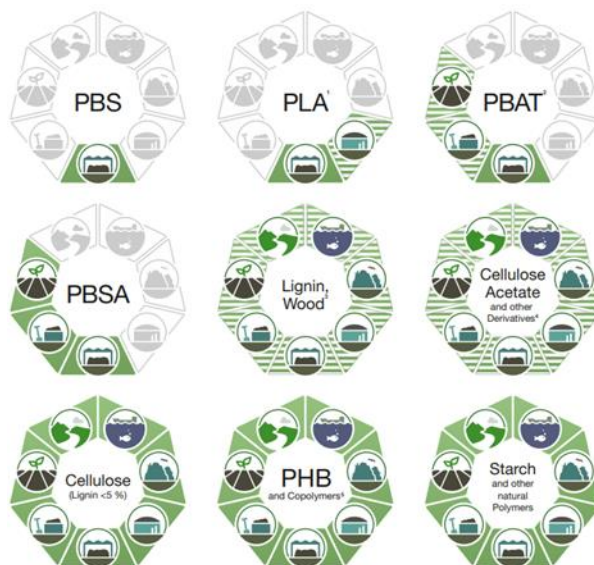 PBS
PLA¹
PBAT²
PBSA
Lignin,
Wood³
Cellulose
Acetate
and other
Derivatives⁴
Cellulose
(Lignin <5 %)
PHB
and Copolymers⁵
Starch
and other
natural
Polymers